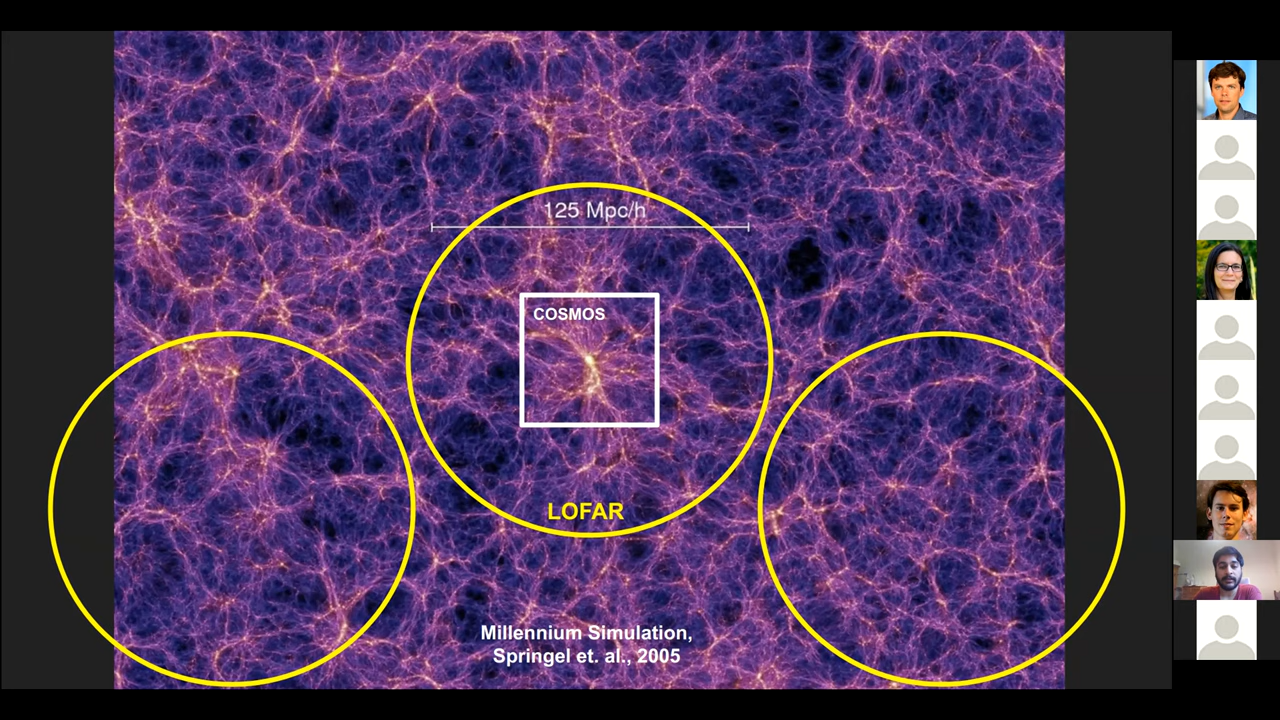 125 Mpc/h
COSMOS
LOFAR
Millennium Simulation,
Springel et. al., 2005